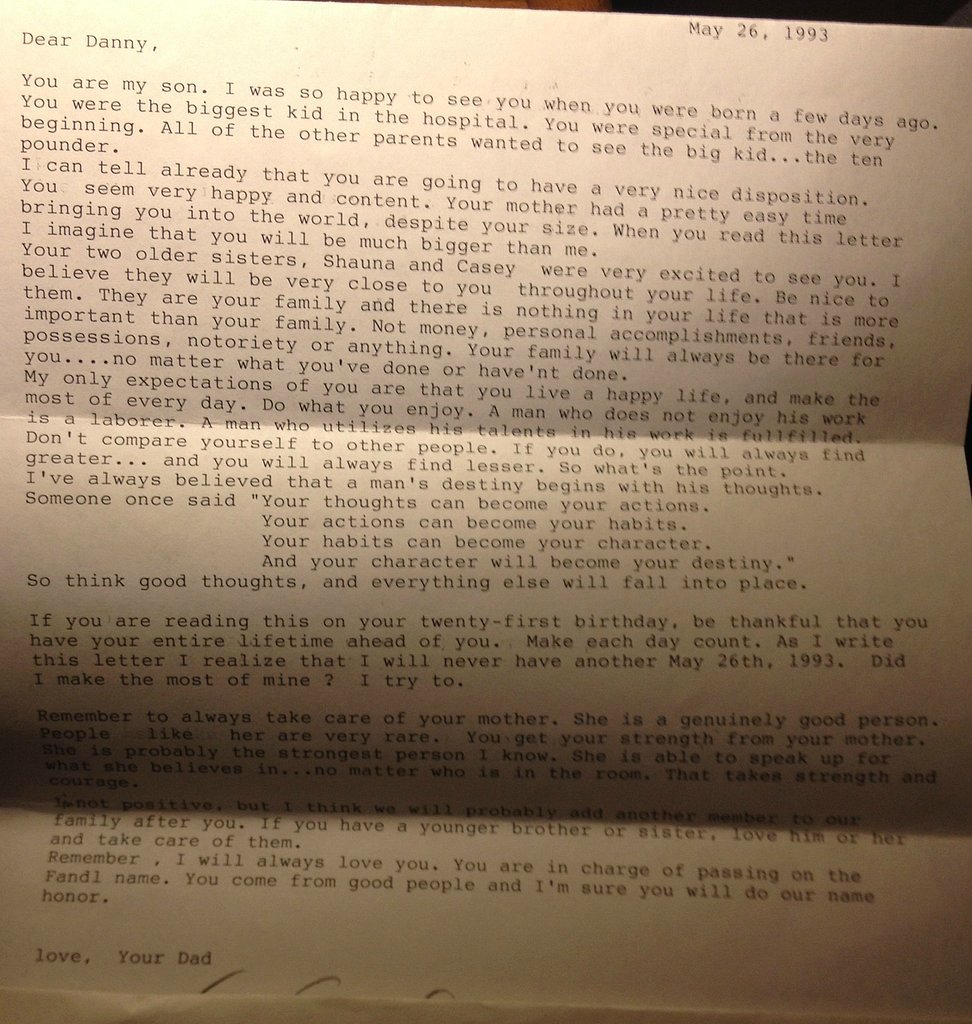 May 26, 1993
Dear Danny,
You are my son. I was so happy to see you when you were born a few days ago.
You were the biggest kid in the hospital. You were special from the very
beginning. All of the other parents wanted to see the big kid...the ten
pounder.
I can tell already that you are going to have a very nice disposition.
You seem very happy and content. Your mother had a pretty easy time
bringing you into the world, despite your size. When you read this letter
I imagine that you will be much bigger than me.
Your two older sisters, Shauna and Casey were very excited to see you. I
believe they will be very close to you throughout your life. Be nice to
them. They are your family and there is nothing in your life that is more
important than your family. Not money, personal accomplishments, friends,
possessions, notoriety or anything. Your family will always be there for
you....no matter what you've done or have'nt done.
My only expectations of you are that you live a happy life, and make the
most of every day. Do what you enjoy. A man who does not enjoy his work
is a laborer. A man who utilizes his talents in his work is fullfilled.
Don't compare yourself to other people. If you do, you will always find
greater... and you will always find lesser. So what's the point.
I've always believed that a man's destiny begins with his thoughts.
Someone once said "Your thoughts can become your actions.
Your actions can become your habits.
Your habits can become your character.
And your character will become your destiny."
So think good thoughts, and everything else will fall into place.
If you are reading this on your twenty-first birthday, be thankful that you
have your entire lifetime ahead of you. Make each day count. As I write
this letter I realize that I will never have another May 26th, 1993. Did
I make the most of mine ? I try to.
Remember to always take care of your mother. She is a genuinely good person.
People like her are very rare. You get your strength from your mother.
She is probably the strongest person I know. She is able to speak up for
what she believes in...no matter who is in the room. That takes strength and
courage.
I'm not positive, but I think we will probably add another member to our
family after you. If you have a younger brother or sister, love him or her
and take care of them.
Remember , I will always love you. You are in charge of passing on the
Fandl name. You come from good people and I'm sure you will do our name
honor.
love, Your Dad